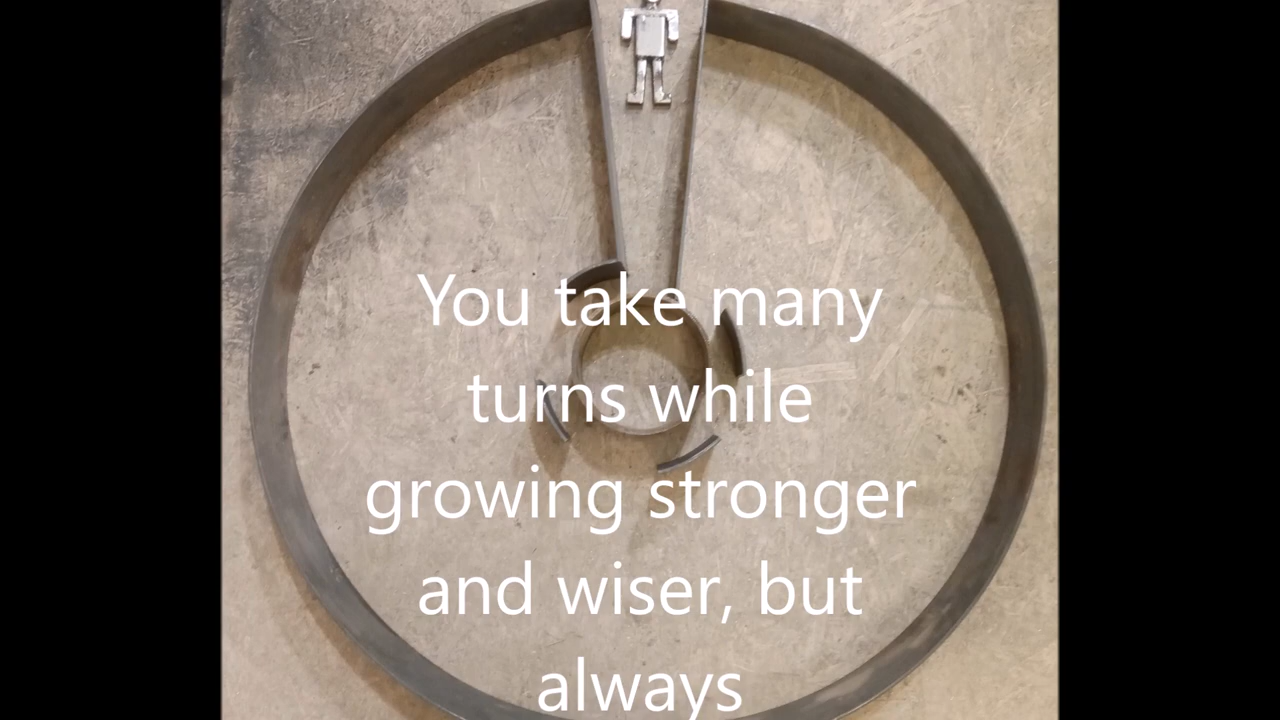 You take many
turns while
growing stronger
and wiser, but
always